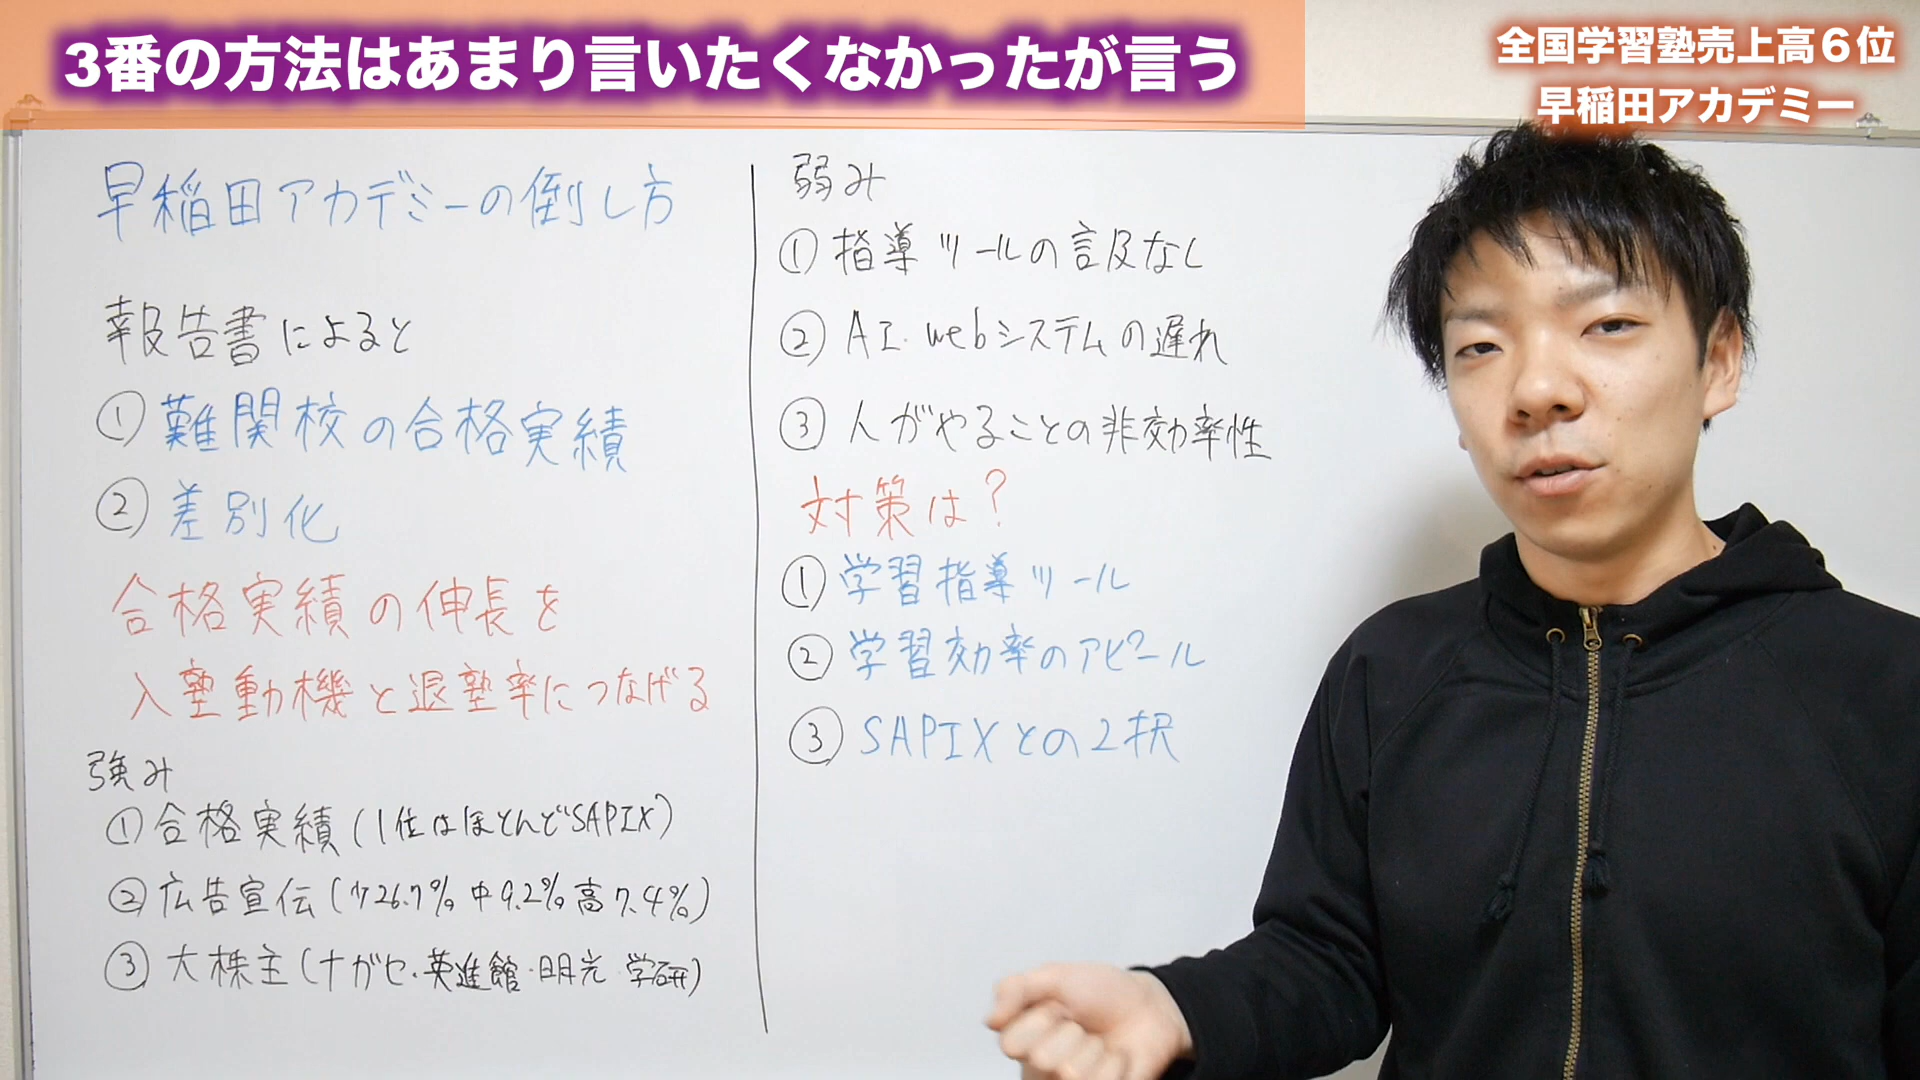 3番の方法はあまり言いたくなかったが言う
全国学習塾売上高6位
早稲田アカデミー
早稲田アカデミーの倒し方
報告書によると
① 難関校の合格実績
② 差別化
合格実績の伸長を
入塾動機と退塾率につなげる
強み
① 合格実績(1位はほとんどSAPIX)
② 広告宣伝(小26.7% 中9.2% 高7.4%)
③ 大株主(ナガセ・英進館・明光・学研)
弱み
① 指導ツールの言及なし
② AI・webシステムの遅れ
③ 人がやることの非効率性
対策は?
① 学習指導ツール
② 学習効率のアピール
③ SAPIXとの2択